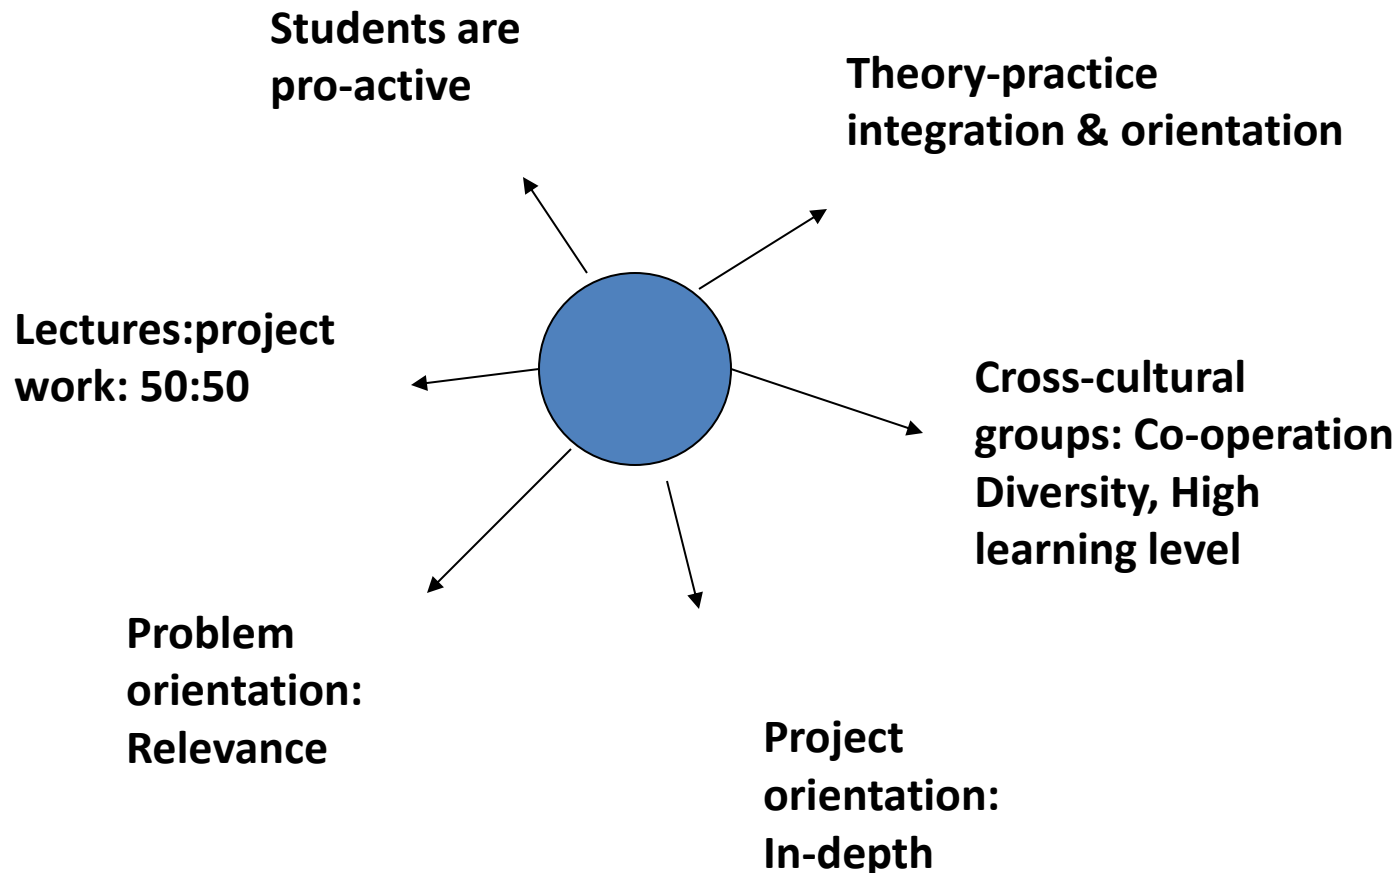 Students are
pro-active
Theory-practice
integration & orientation
Lectures:project
work: 50:50
Cross-cultural
groups: Co-operation
Diversity, High
learning level
Problem
orientation:
Relevance
Project
orientation:
In-depth